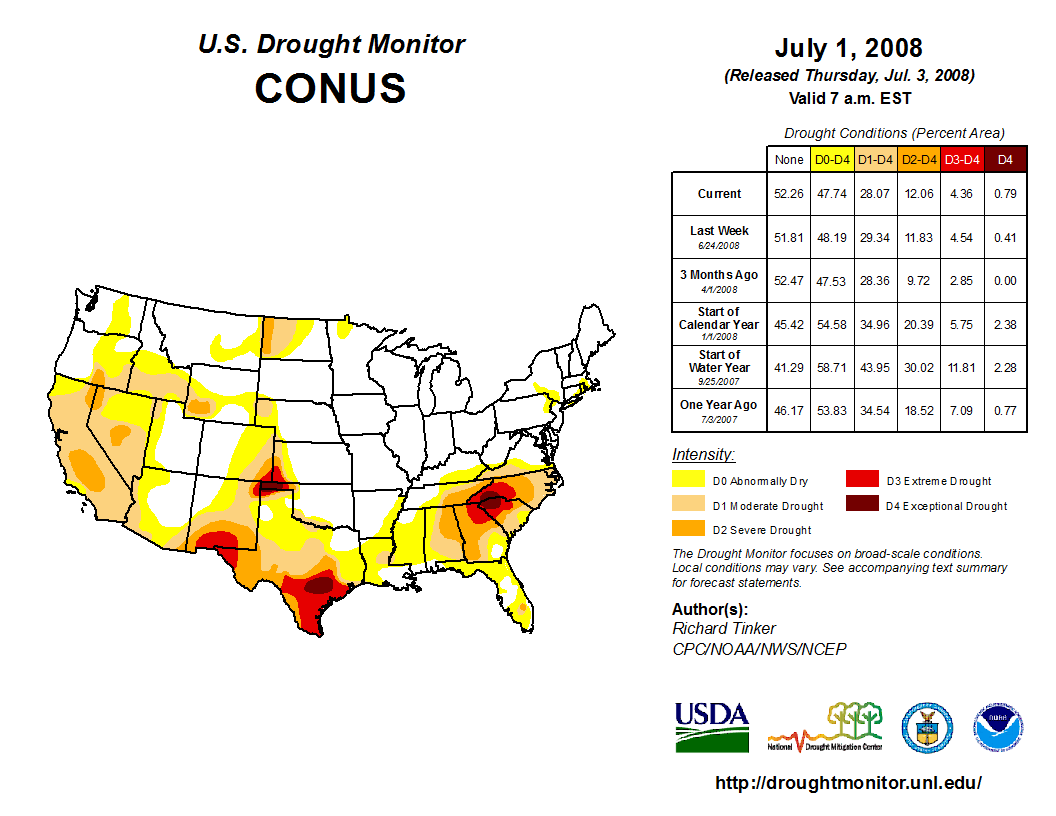 U.S. Drought Monitor
CONUS
July 1, 2008
(Released Thursday, Jul. 3, 2008)
Valid 7 a.m. EST
Drought Conditions (Percent Area)
None D0-D4 D1-D4 D2-D4 D3-D4 D4
Current 52.26 47.74 28.07 12.06 4.36 0.79
Last Week
6/24/2008
51.81 48.19 29.34 11.83 4.54 0.41
3 Months Ago
4/1/2008
52.47 47.53 28.36 9.72 2.85 0.00
Start of
Calendar Year
1/1/2008
45.42 54.58 34.96 20.39 5.75 2.38
Start of
Water Year
9/25/2007
41.29 58.71 43.95 30.02 11.81 2.28
One Year Ago
7/3/2007
46.17 53.83 34.54 18.52 7.09 0.77
Intensity:
D0 Abnormally Dry
D1 Moderate Drought
D2 Severe Drought
D3 Extreme Drought
D4 Exceptional Drought
The Drought Monitor focuses on broad-scale conditions.
Local conditions may vary. See accompanying text summary
for forecast statements.
Author(s):
Richard Tinker
CPC/NOAA/NWS/NCEP
USDA
National Drought Mitigation Center
NOAA
http://droughtmonitor.unl.edu/